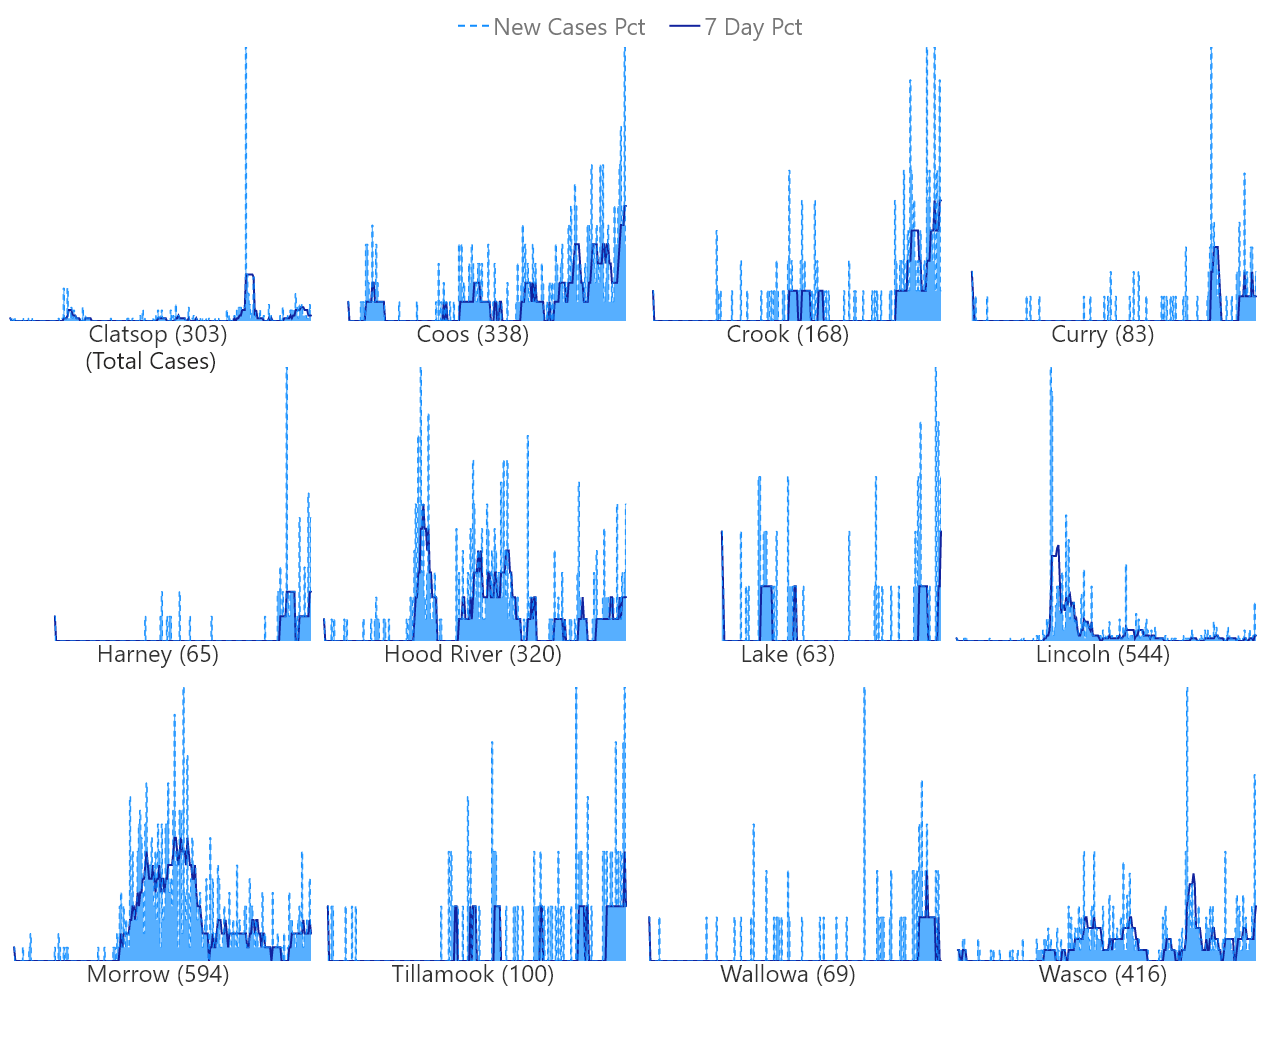 New Cases Pct 7 Day Pct
Clatsop (303) Coos (338) Crook (168) Curry (83)
(Total Cases)
Harney (65) Hood River (320) Lake (63) Lincoln (544)
Morrow (594) Tillamook (100) Wallowa (69) Wasco (416)